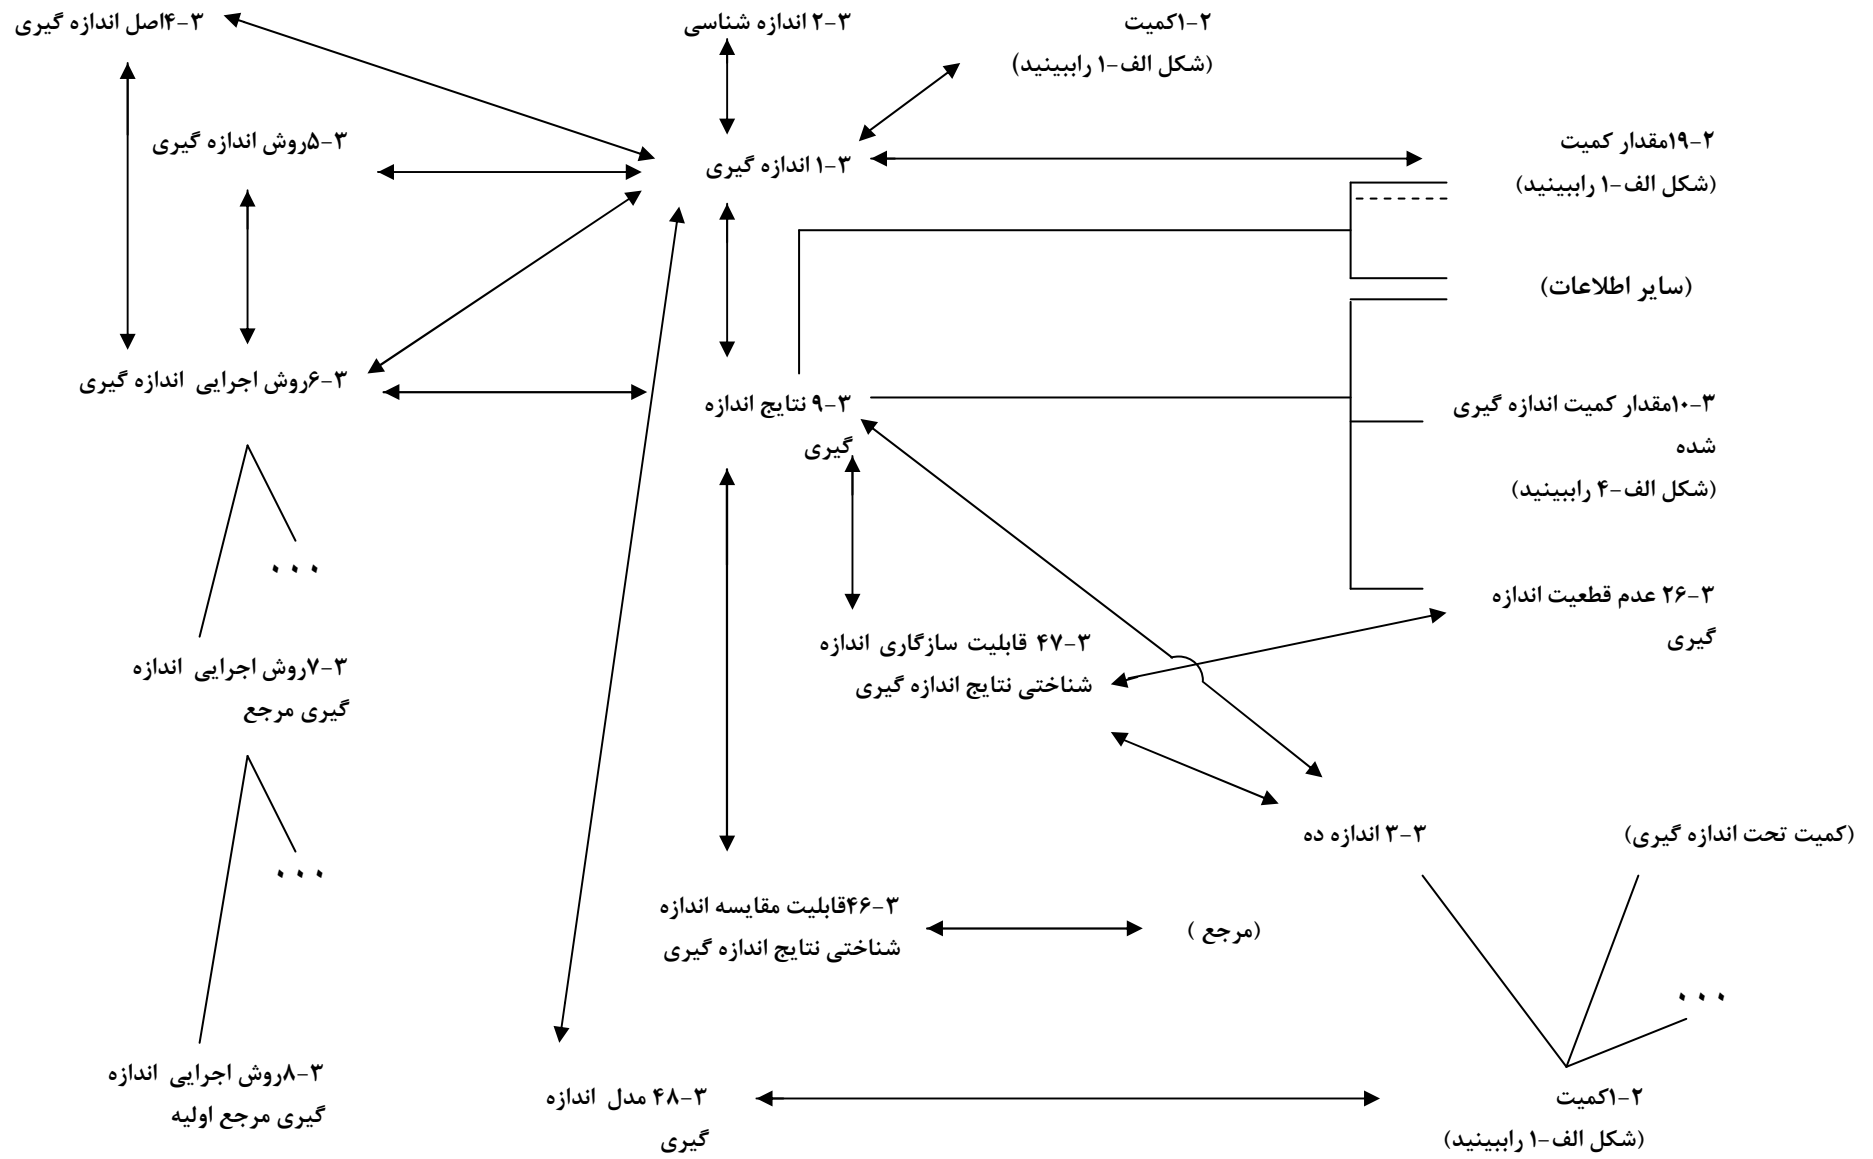 ۲-۱کمیت
(شکل الف-۱ راببینید)
۳-۲ اندازه شناسی
۳-۴اصل اندازه گیری
۲-۱۹مقدار کمیت
(شکل الف-۱ راببینید)
۳-۱ اندازه گیری
۳-۵روش اندازه گیری
(سایر اطلاعات)
۳-۱۰مقدار کمیت اندازه گیری
شده
(شکل الف-۴ راببینید)
۳-۹ نتایج اندازه
گیری
۳-۶روش اجرایی اندازه گیری
...
۳-۲۶ عدم قطعیت اندازه
گیری
۳-۴۷ قابلیت سازگاری اندازه
شناختی نتایج اندازه گیری
۳-۷روش اجرایی اندازه
گیری مرجع
...
(کمیت تحت اندازه گیری)
۳-۳ اندازه ده
(مرجع )
۳-۴۶قابلیت مقایسه اندازه
شناختی نتایج اندازه گیری
...
۲-۱کمیت
(شکل الف-۱ راببینید)
۳-۴۸ مدل اندازه
گیری
۳-۸روش اجرایی اندازه
گیری مرجع اولیه